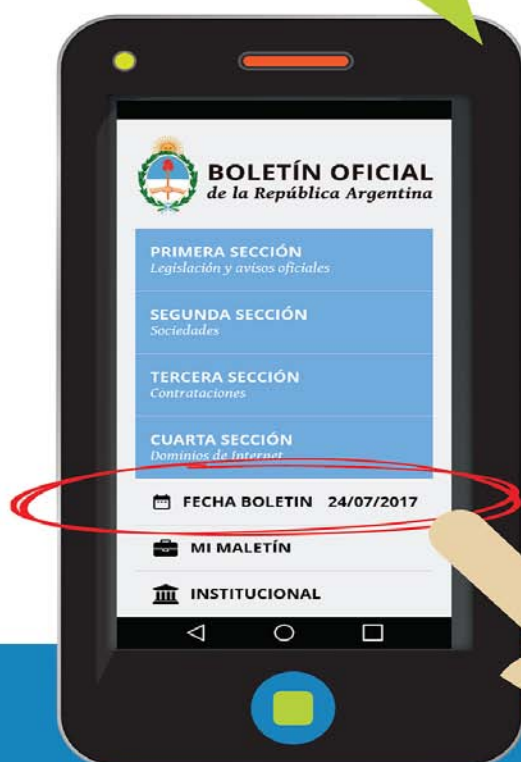 BOLETÍN OFICIAL
de la República Argentina
PRIMERA SECCIÓN
Legislación y avisos oficiales
SEGUNDA SECCIÓN
Sociedades
TERCERA SECCIÓN
Contrataciones
CUARTA SECCIÓN
Dominios de Internet
FECHA BOLETIN 24/07/2017
MI MALETÍN
INSTITUCIONAL